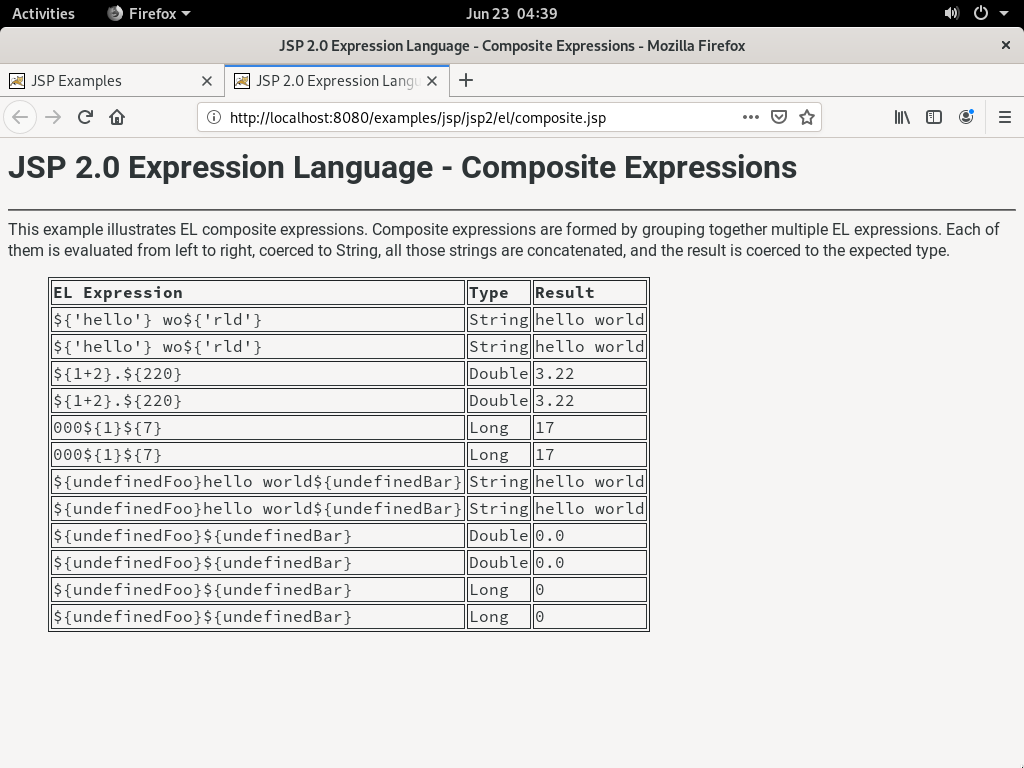 Activities Firefox Jun 23 04:39
JSP 2.0 Expression Language - Composite Expressions - Mozilla Firefox
JSP Examples JSP 2.0 Expression Langu
http://localhost:8080/examples/jsp/jsp2/el/composite.jsp
JSP 2.0 Expression Language - Composite Expressions
This example illustrates EL composite expressions. Composite expressions are formed by grouping together multiple EL expressions. Each of
them is evaluated from left to right, coerced to String, all those strings are concatenated, and the result is coerced to the expected type.
EL Expression Type Result
${'hello'} wo${'rld'} String hello world
${'hello'} wo${'rld'} String hello world
${1+2}.${220} Double 3.22
${1+2}.${220} Double 3.22
000${1}${7} Long 17
000${1}${7} Long 17
${undefinedFoo}hello world${undefinedBar} String hello world
${undefinedFoo}hello world${undefinedBar} String hello world
${undefinedFoo}${undefinedBar} Double 0.0
${undefinedFoo}${undefinedBar} Double 0.0
${undefinedFoo}${undefinedBar} Long 0
${undefinedFoo}${undefinedBar} Long 0